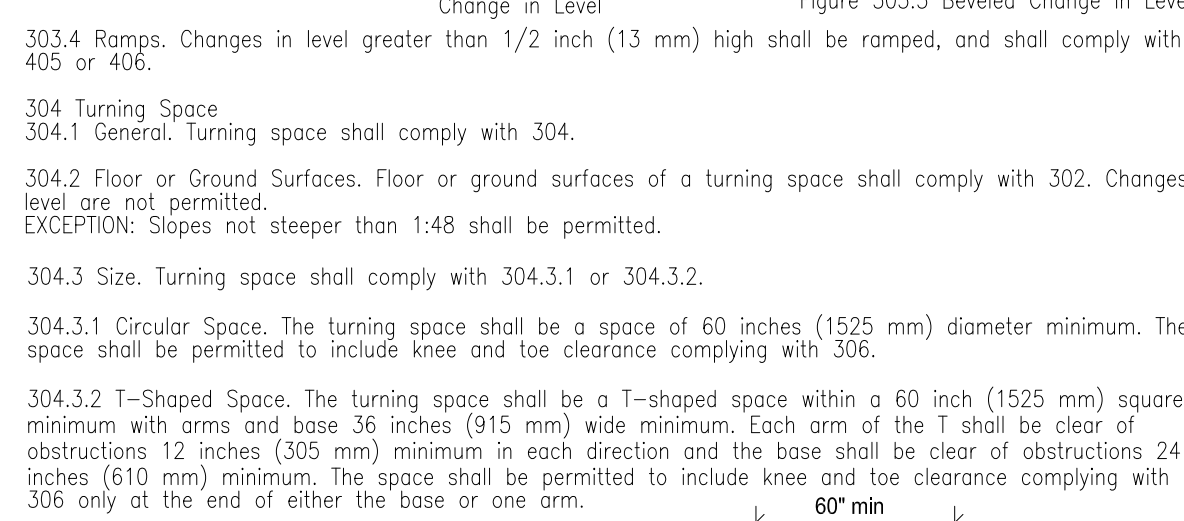 Change in Level
Figure 303.3 Beveled Change in Leve
303.4 Ramps. Changes in level greater than 1/2 inch (13 mm) high shall be ramped, and shall comply with
405 or 406.
304 Turning Space
304.1 General. Turning space shall comply with 304.
304.2 Floor or Ground Surfaces. Floor or ground surfaces of a turning space shall comply with 302. Changes
level are not permitted.
EXCEPTION: Slopes not steeper than 1:48 shall be permitted.
304.3 Size. Turning space shall comply with 304.3.1 or 304.3.2.
304.3.1 Circular Space. The turning space shall be a space of 60 inches (1525 mm) diameter minimum. The
space shall be permitted to include knee and toe clearance complying with 306.
304.3.2 T-Shaped Space. The turning space shall be a T-shaped space within a 60 inch (1525 mm) square
minimum with arms and base 36 inches (915 mm) wide minimum. Each arm of the T shall be clear of
obstructions 12 inches (305 mm) minimum in each direction and the base shall be clear of obstructions 24
inches (610 mm) minimum. The space shall be permitted to include knee and toe clearance complying with
306 only at the end of either the base or one arm.
60" min